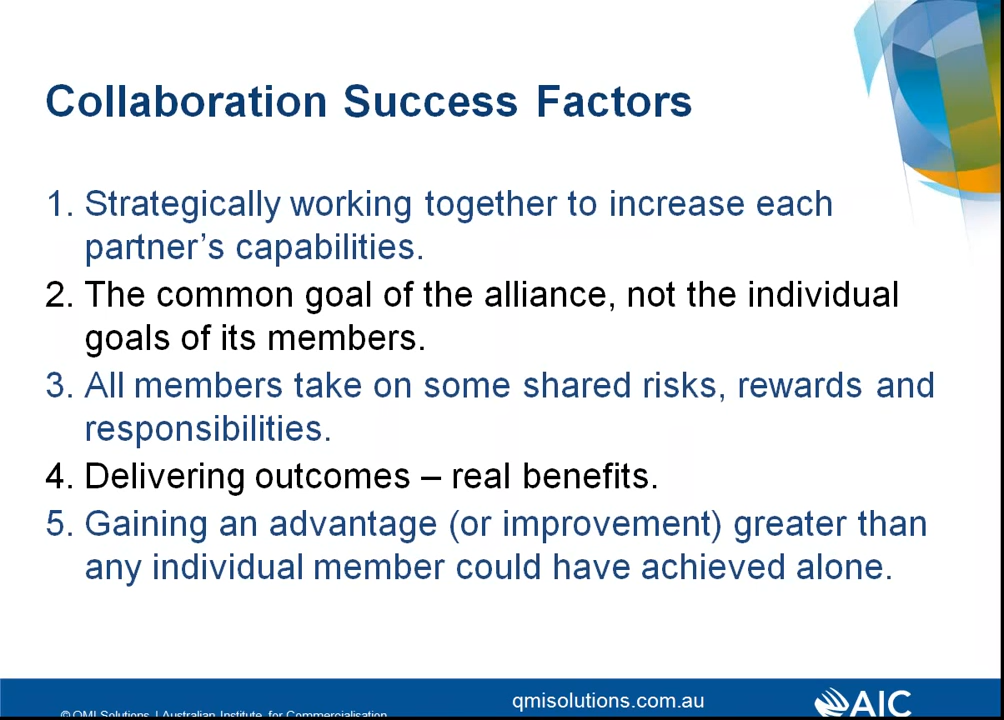 Collaboration Success Factors
1. Strategically working together to increase each
partner’s capabilities.
2. The common goal of the alliance, not the individual
goals of its members.
3. All members take on some shared risks, rewards and
responsibilities.
4. Delivering outcomes – real benefits.
5. Gaining an advantage (or improvement) greater than
any individual member could have achieved alone.
qmisolutions.com.au
AIC
© QMI Solutions | Australian Institute for Commercialisation